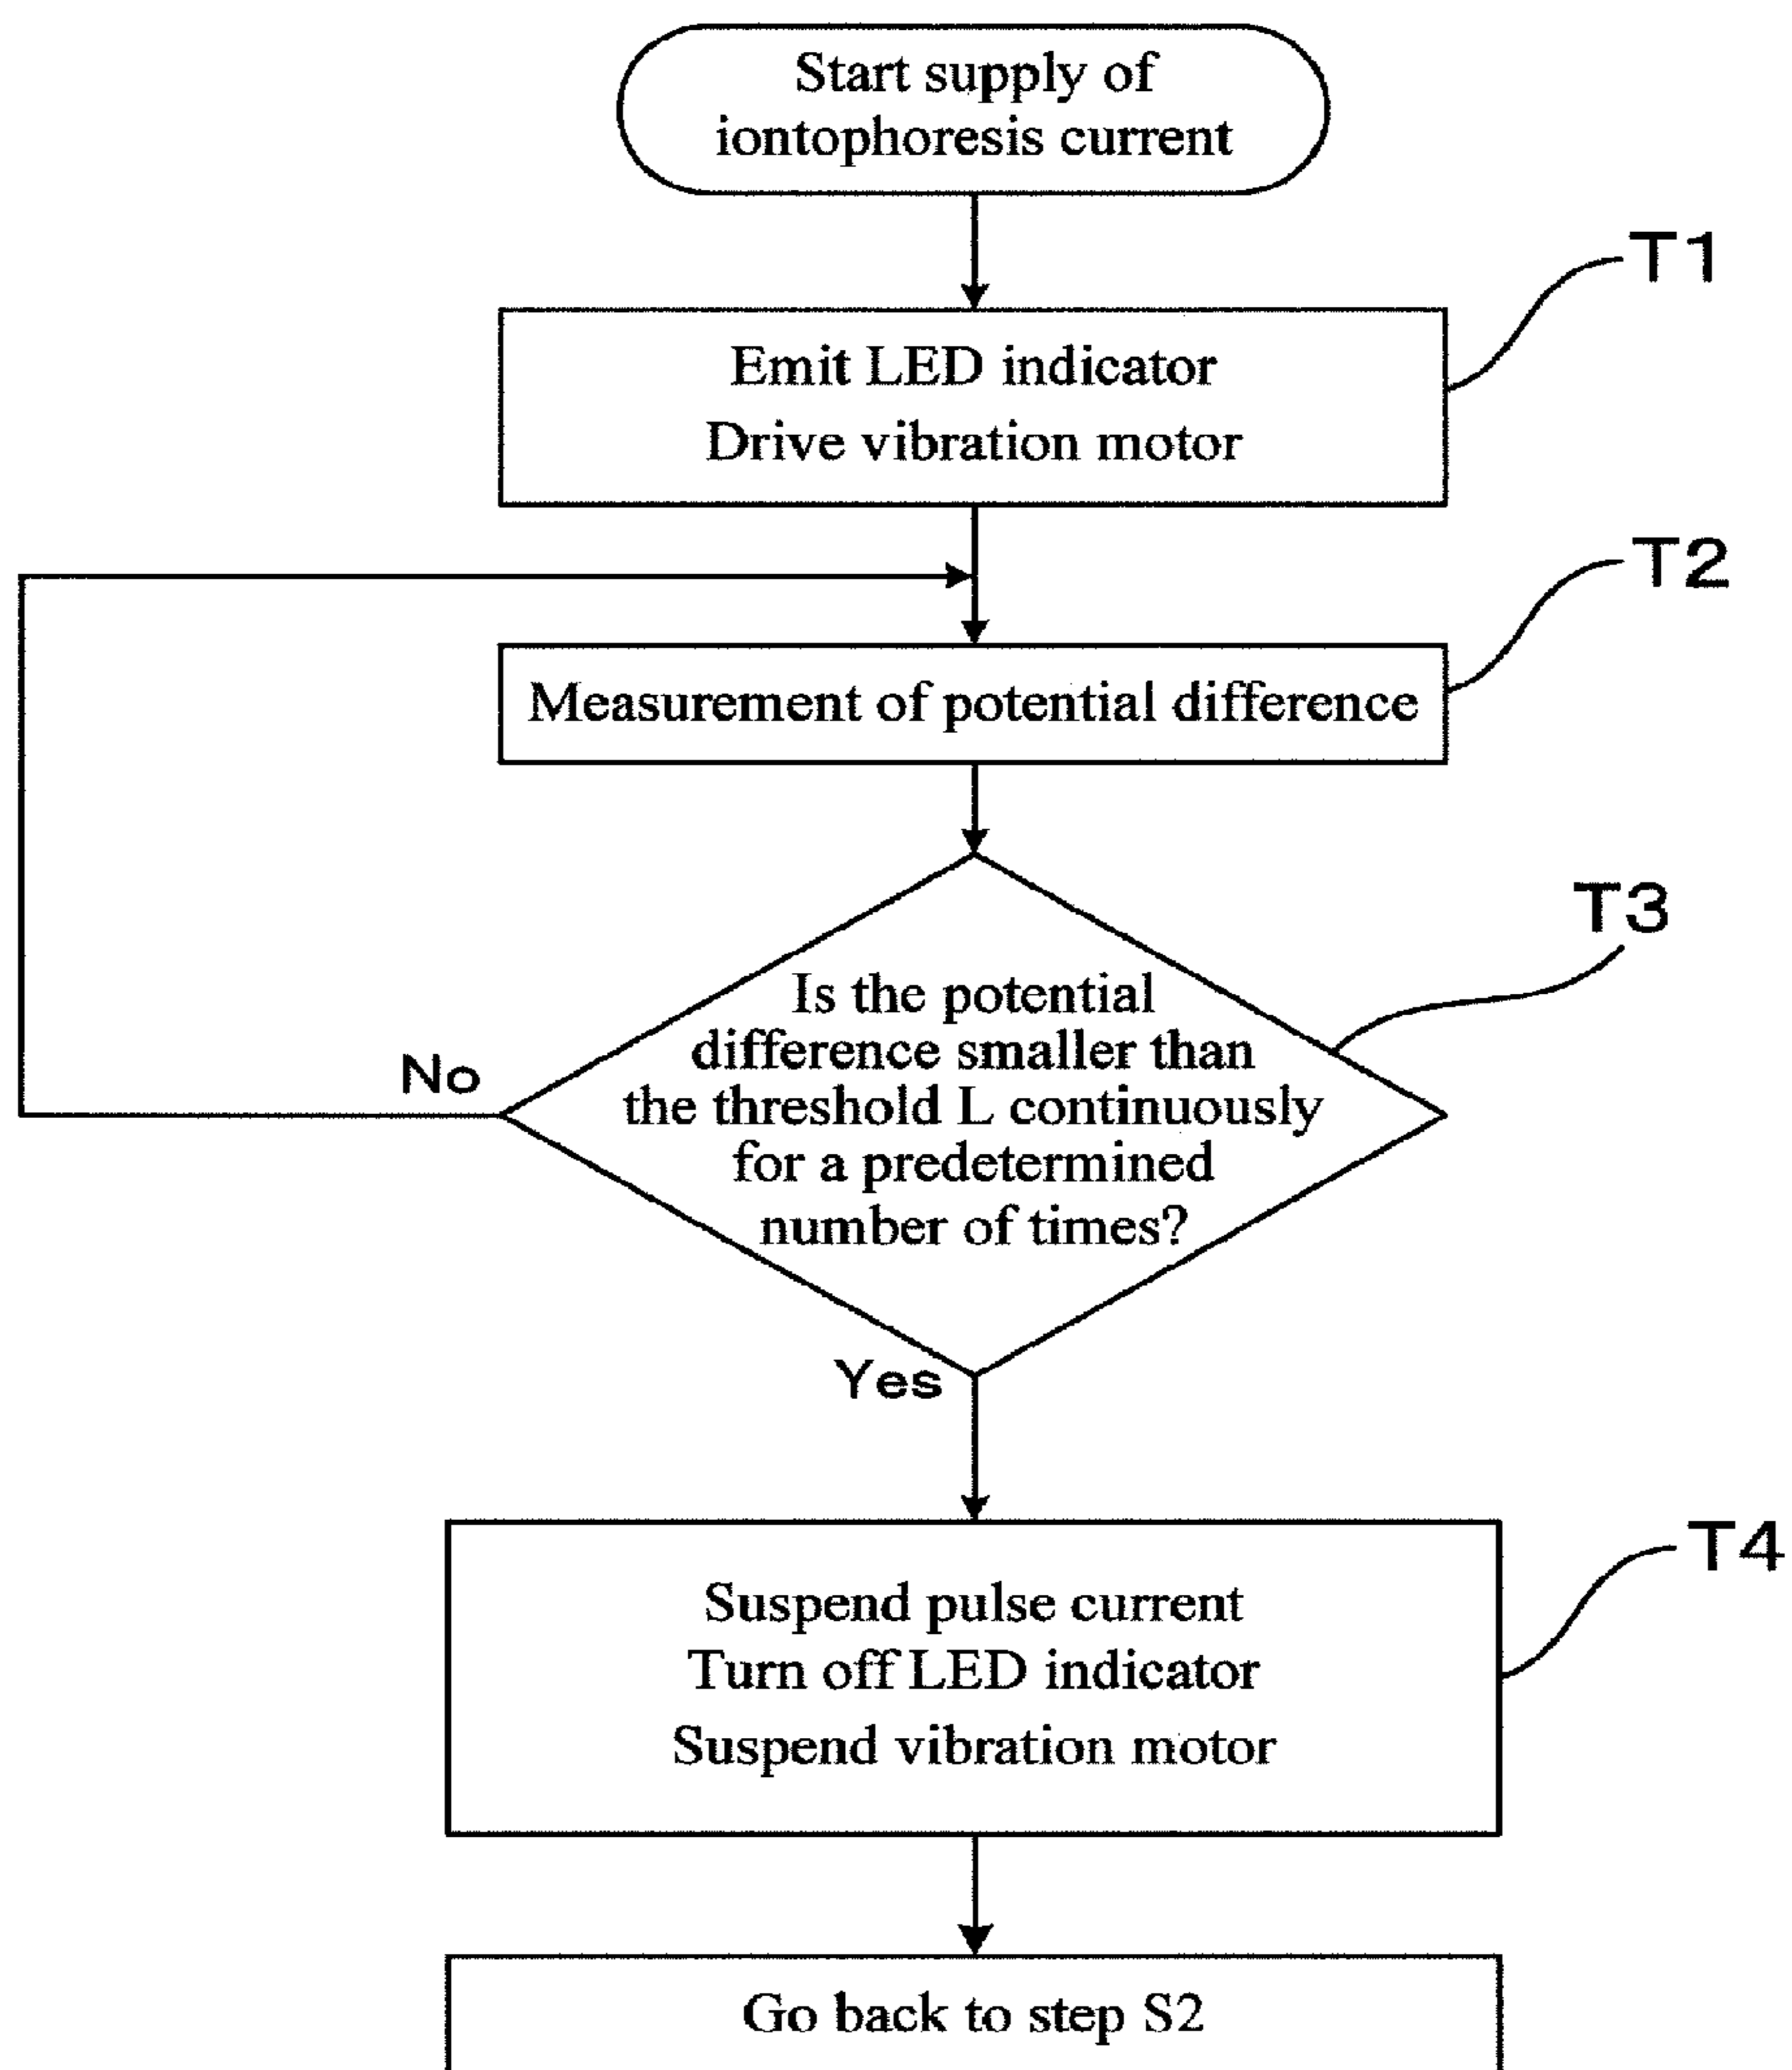 Start supply of
iontophoresis current
T1
Emit LED indicator
Drive vibration motor
T2
Measurement of potential difference
T3
Is the potential
difference smaller than
the threshold L continuously
for a predetermined
number of times?
No
Yes
T4
Suspend pulse current
Turn off LED indicator
Suspend vibration motor
Go back to step S2